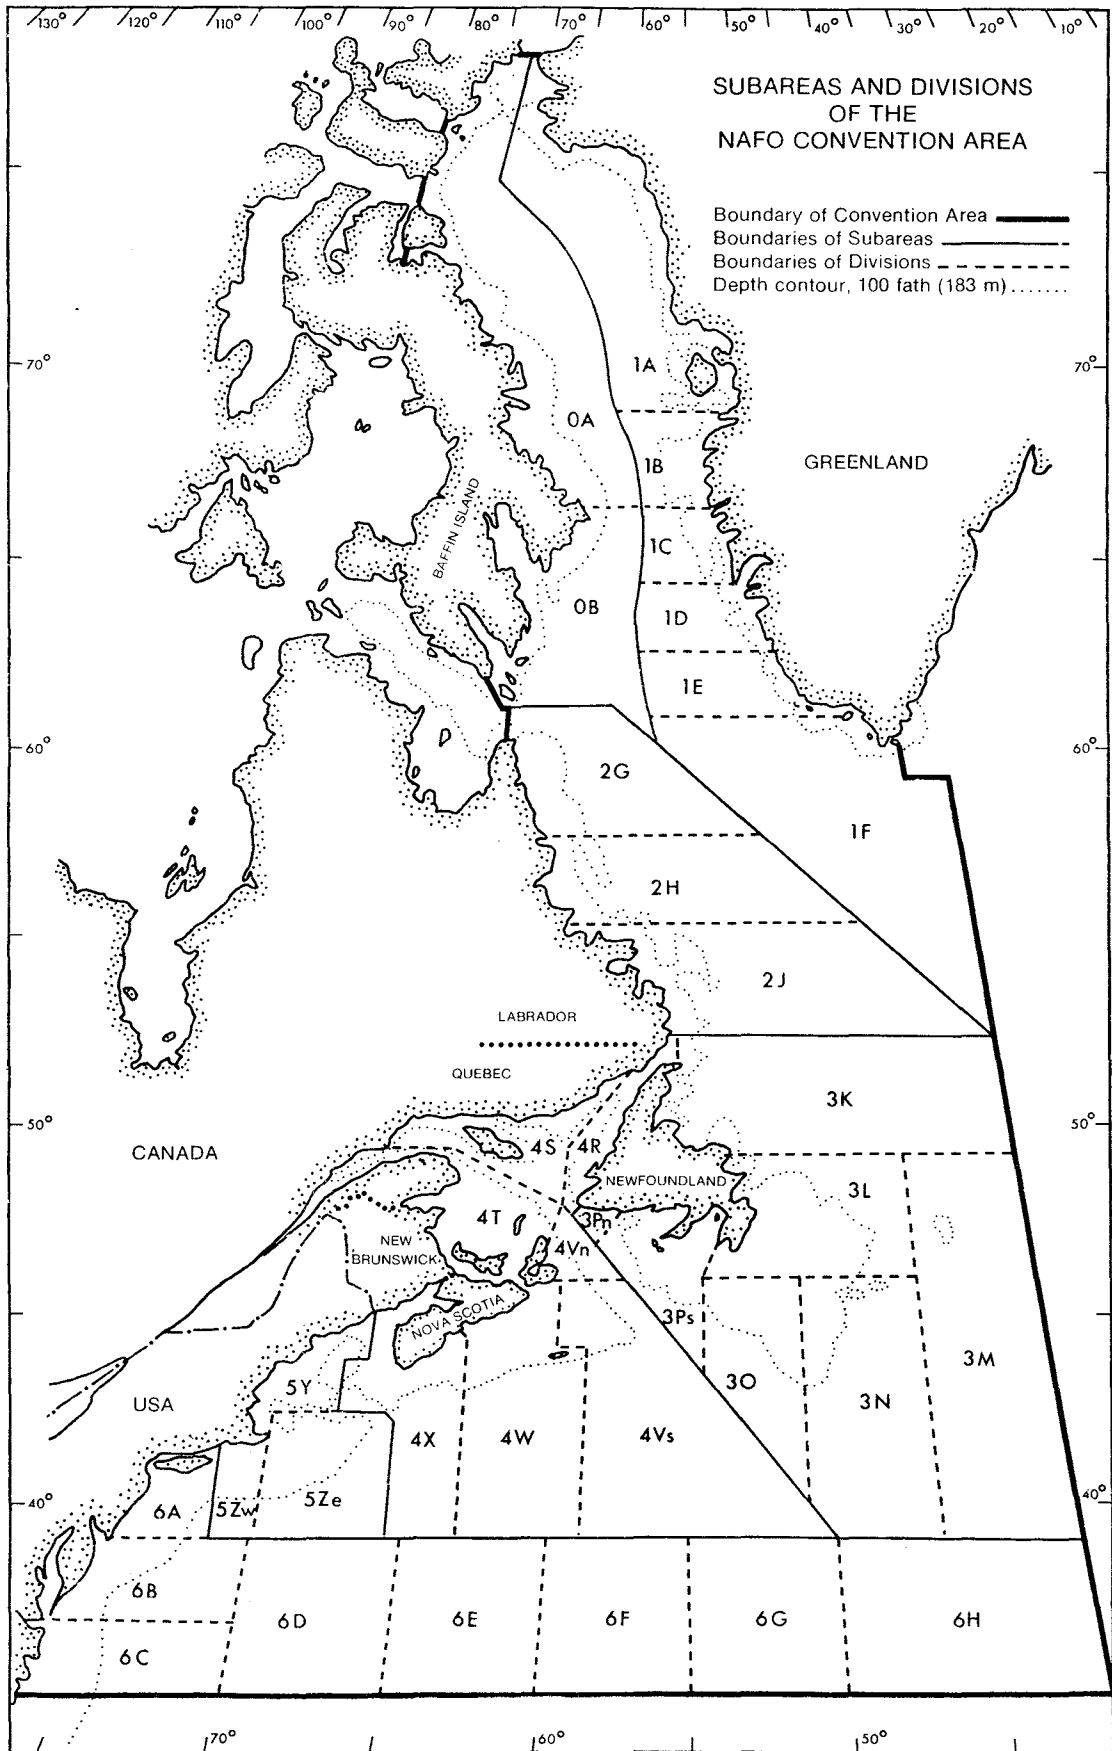 130° 120° 100° 90° 80° 70° 60° 50° 40° 30° 20° 10°
SUBAREAS AND DIVISIONS
OF THE
NAFO CONVENTION AREA
Boundary of Convention Area
Boundaries of Subareas
Boundaries of Divisions
Depth contour, 100 fath (183 m)
70° 1A 70°
0A
1B
GREENLAND
BAFFIN ISLAND
1C
0B
1D
1E
60° 60°
2G
1F
2H
2J
LABRADOR
QUEBEC
3K
50° 50°
CANADA
4S 4R
NEWFOUNDLAND
3L
4T 3Pn
NEW
BRUNSWICK
4Vn
NOVA SCOTIA
3Ps
3M
5Y 3O
3N
USA
4X 4W 4Vs
40° 40°
6A 5Zw 5Ze
6B
6D 6E 6F 6G 6H
6C
70° 60° 50°